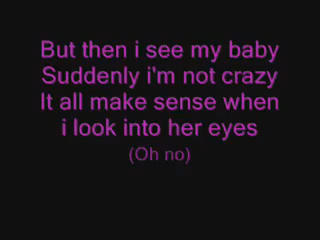 But then i see my baby
Suddenly i'm not crazy
It all make sense when
i look into her eyes
(Oh no)